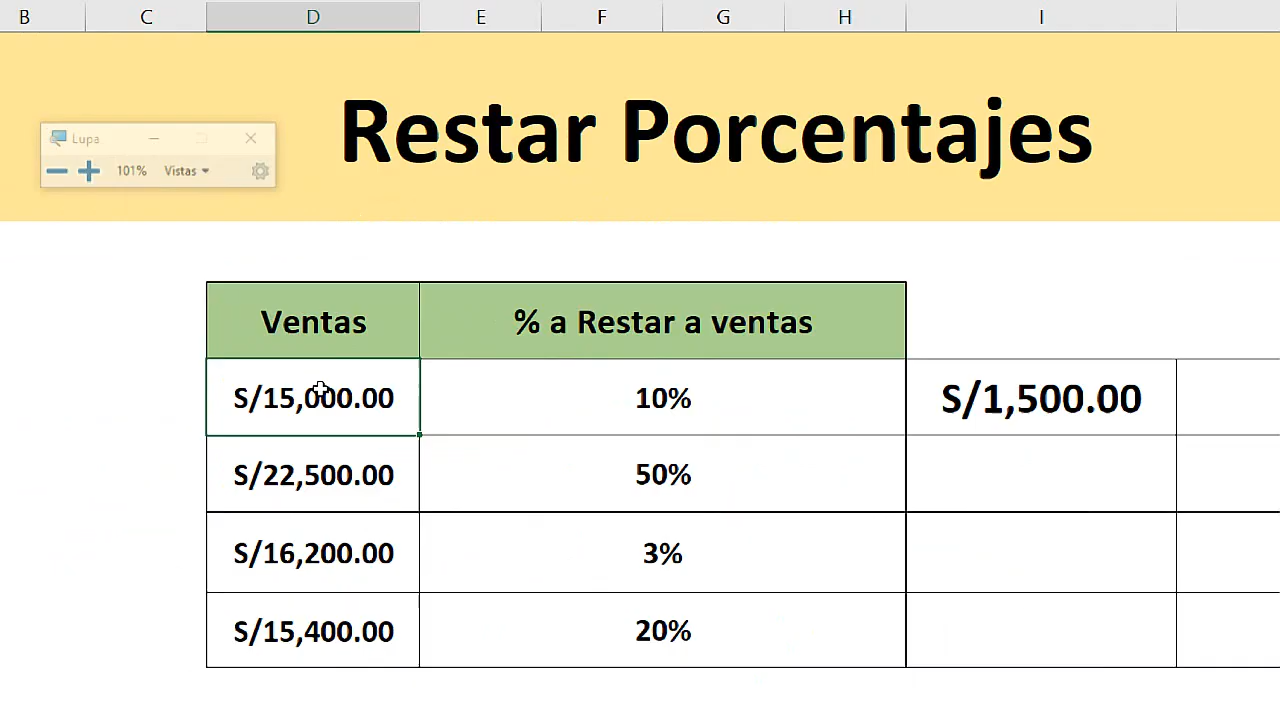 B C D E F G H I
Restar Porcentajes
Lupa
101% Vistas
Ventas % a Restar a ventas
S/15,000.00 10% S/1,500.00
S/22,500.00 50%
S/16,200.00 3%
S/15,400.00 20%